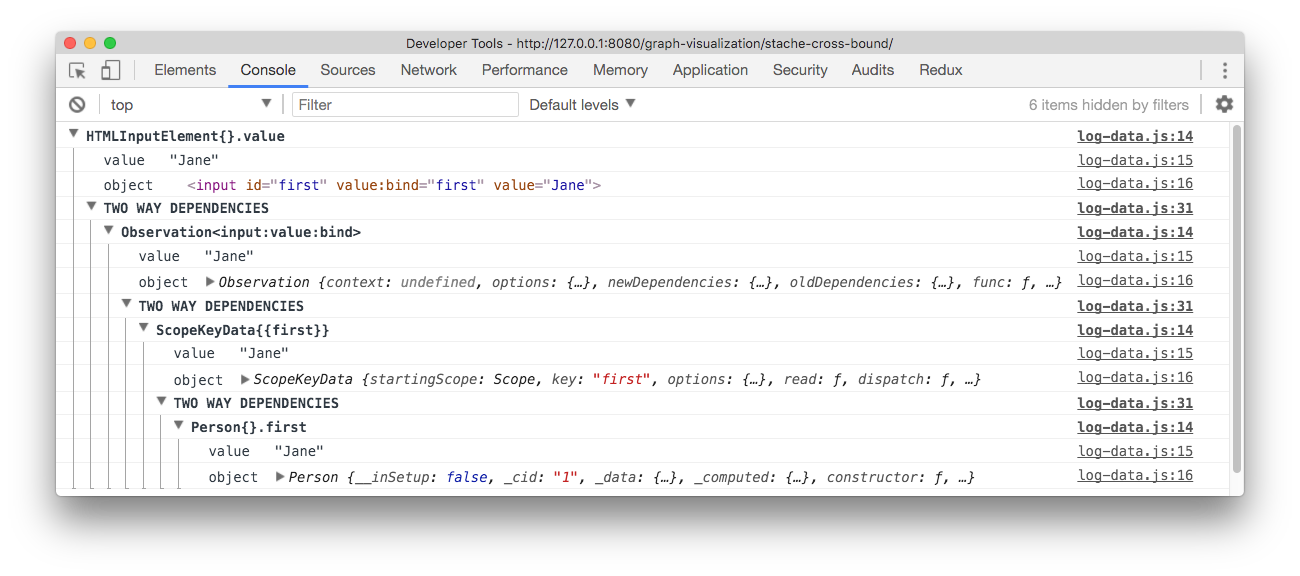 Developer Tools - http://127.0.0.1:8080/graph-visualization/stache-cross-bound/
Elements Console Sources Network Performance Memory Application Security Audits Redux
top Filter Default levels 6 items hidden by filters
HTMLInputElement{}.value log-data.js:14
value "Jane" log-data.js:15
object <input id="first" value:bind="first" value="Jane"> log-data.js:16
TWO WAY DEPENDENCIES log-data.js:31
Observation<input:value:bind> log-data.js:14
value "Jane" log-data.js:15
object Observation {context: undefined, options: {…}, newDependencies: {…}, oldDependencies: {…}, func: ƒ, …} log-data.js:16
TWO WAY DEPENDENCIES log-data.js:31
ScopeKeyData{{first}} log-data.js:14
value "Jane" log-data.js:15
object ScopeKeyData {startingScope: Scope, key: "first", options: {…}, read: ƒ, dispatch: ƒ, …} log-data.js:16
TWO WAY DEPENDENCIES log-data.js:31
Person{}.first log-data.js:14
value "Jane" log-data.js:15
object Person {__inSetup: false, _cid: "1", _data: {…}, _computed: {…}, constructor: ƒ, …} log-data.js:16